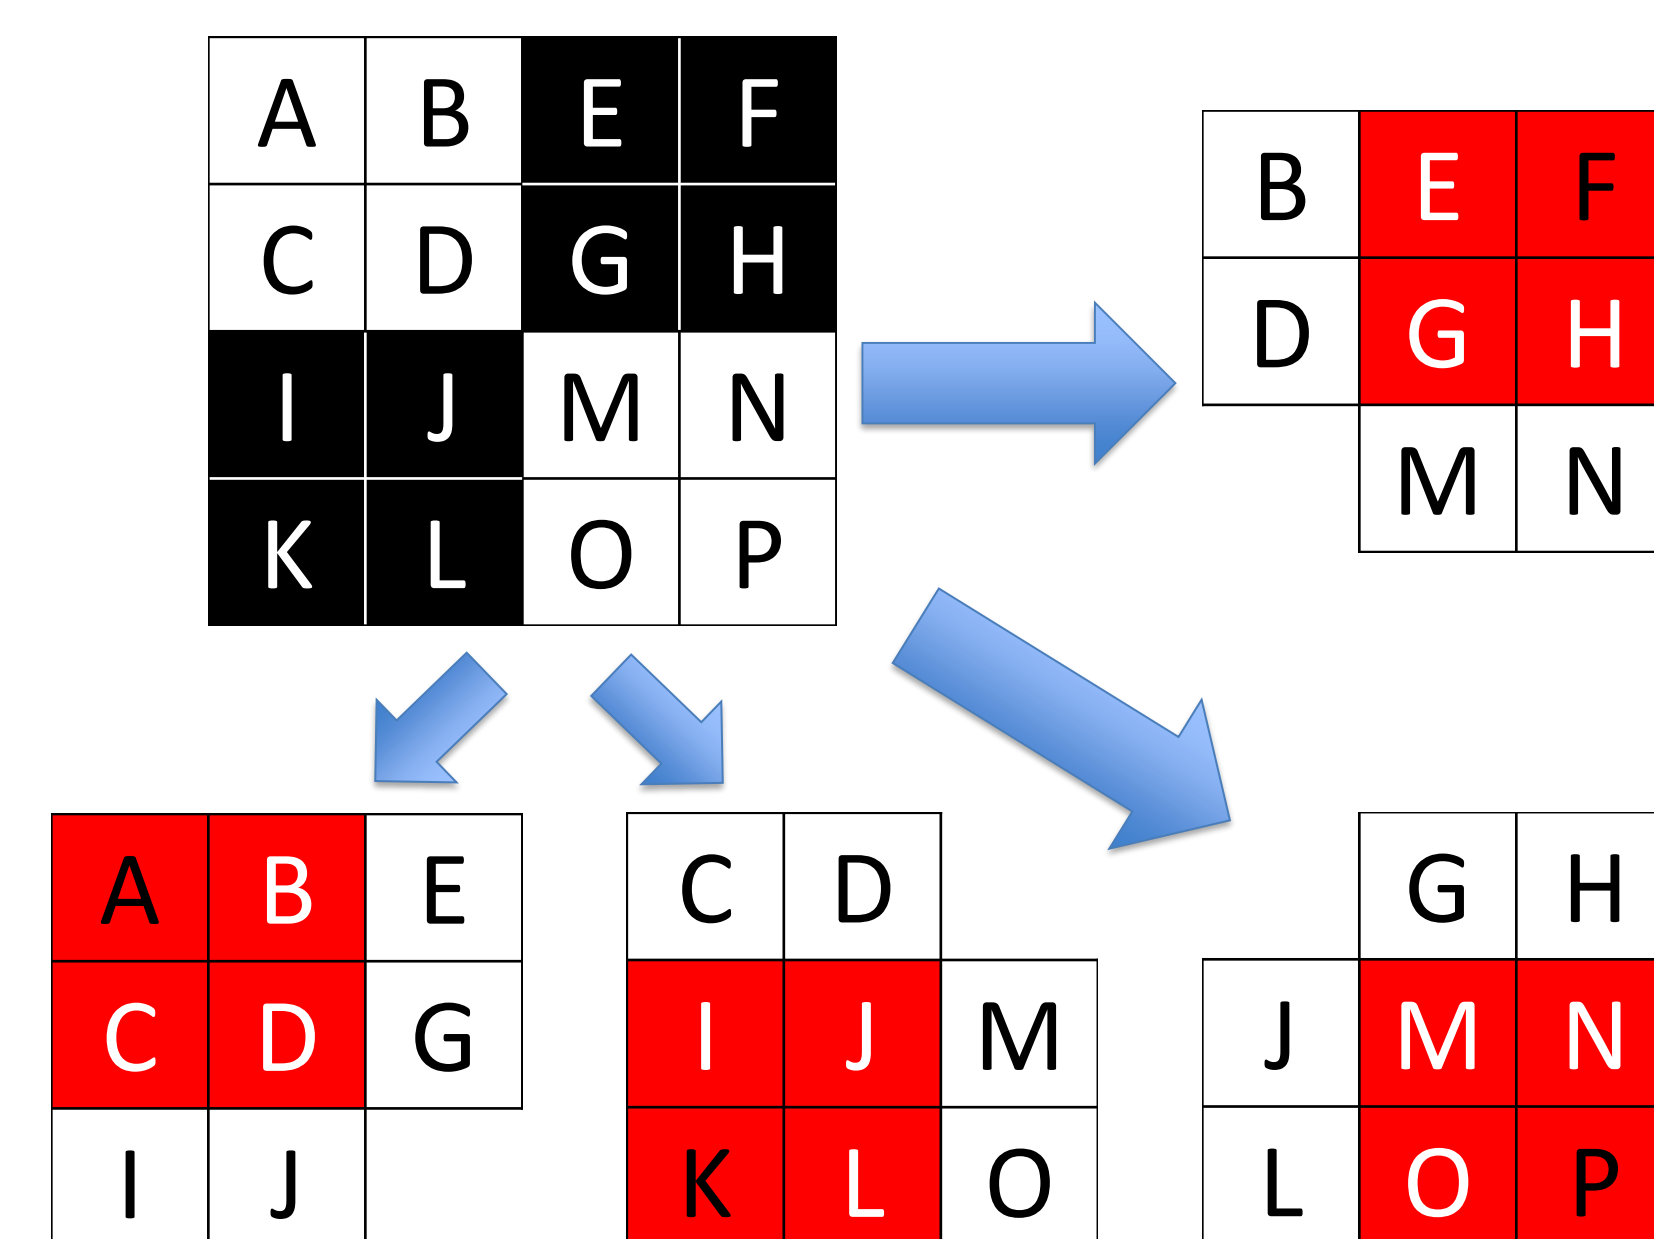 A B E F
C D G H
I J M N
K L O P
B E F
D G H
M N
A B E
C D G
I J
C D
I J M
K L O
G H
J M N
L O P